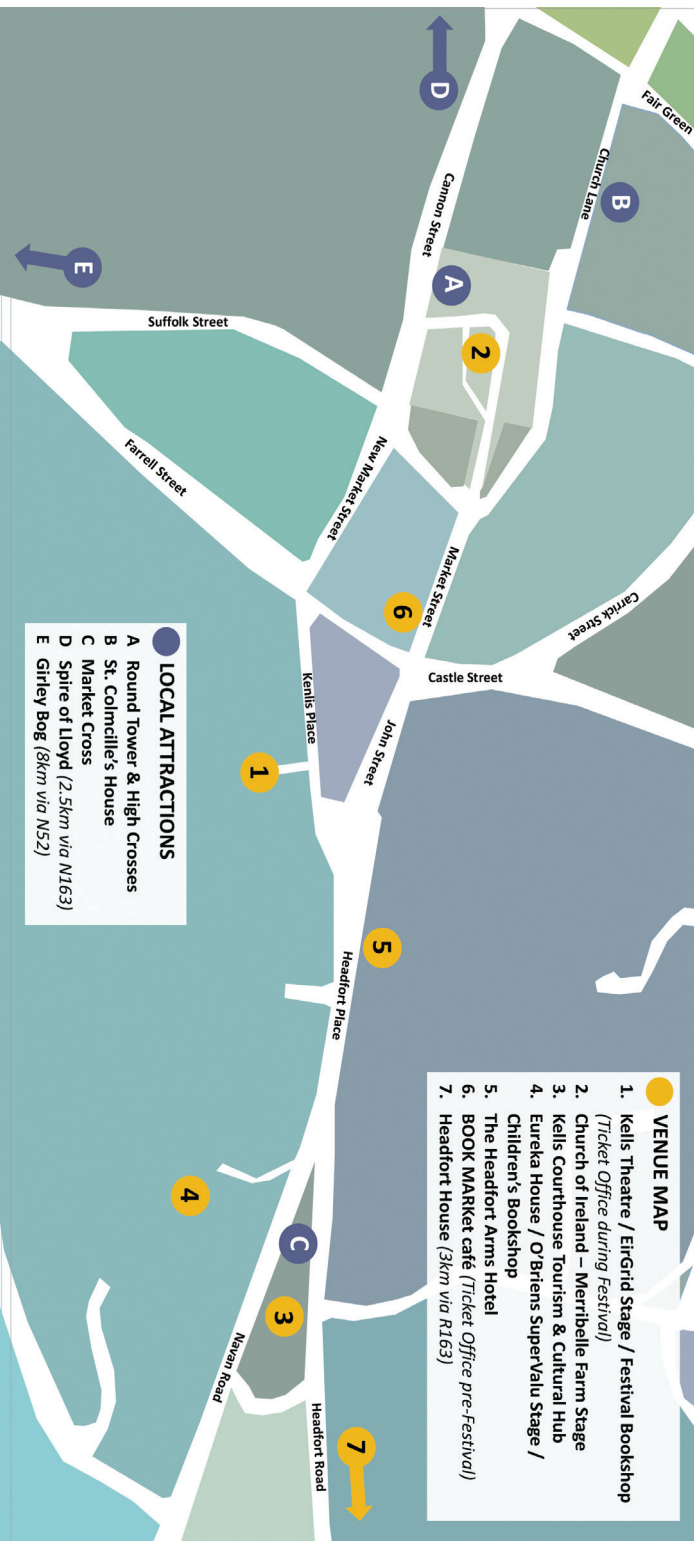 Fair Green
Church Lane
B
D
Cannon Street
A
E
Suffolk Street
2
Farrell Street
New Market Street
Market Street
6
Carrick Street
Castle Street
Kenlis Place
John Street
1
5
Headfort Place
4
C
3
Navan Road
Headfort Road
7
LOCAL ATTRACTIONS
A Round Tower & High Crosses
B St. Colmcille's House
C Market Cross
D Spire of Lloyd (2.5km via N163)
E Girley Bog (8km via N52)
VENUE MAP
1. Kells Theatre / EirGrid Stage / Festival Bookshop
(Ticket Office during Festival)
2. Church of Ireland – Merribelle Farm Stage
3. Kells Courthouse Tourism & Cultural Hub
4. Eureka House / O'Briens SuperValu Stage /
Children's Bookshop
5. The Headfort Arms Hotel
6. BOOK MARKet café (Ticket Office pre-Festival)
7. Headfort House (3km via R163)